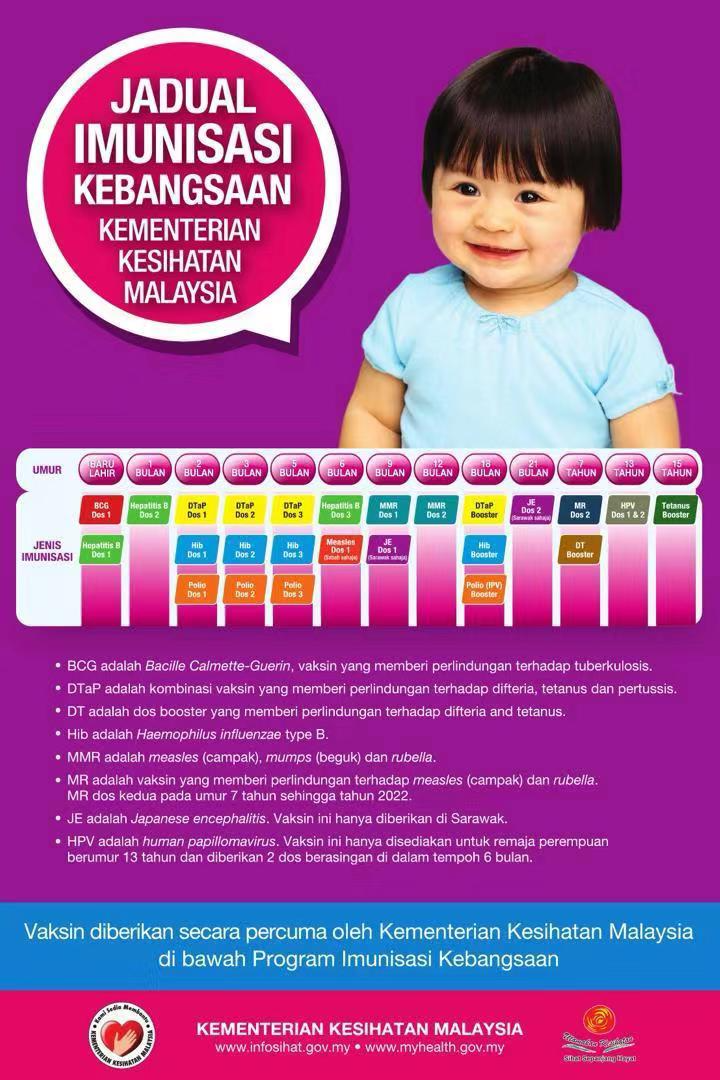 JADUAL
IMUNISASI
KEBANGSAAN
KEMENTERIAN
KESIHATAN
MALAYSIA
UMUR
BARU LAHIR
1 BULAN
2 BULAN
3 BULAN
5 BULAN
6 BULAN
9 BULAN
12 BULAN
18 BULAN
21 BULAN
7 TAHUN
13 TAHUN
15 TAHUN
JENIS
IMUNISASI
BCG
Dos 1
Hepatitis B
Dos 2
DTaP
Dos 1
DTaP
Dos 2
DTaP
Dos 3
Hepatitis B
Dos 3
MMR
Dos 1
MMR
Dos 2
DTaP
Booster
JE
Dos 2
(Sarawak sahaja)
MR
Dos 2
HPV
Dos 1 & 2
Tetanus
Booster
Hepatitis B
Dos 1
Hib
Dos 1
Hib
Dos 2
Hib
Dos 3
Measles
Dos 1
(Sabah sahaja)
JE
Dos 1
(Sarawak sahaja)
Hib
Booster
DT
Booster
Polio
Dos 1
Polio
Dos 2
Polio
Dos 3
Polio (IPV)
Booster
• BCG adalah Bacille Calmette-Guerin, vaksin yang memberi perlindungan terhadap tuberkulosis.
• DTaP adalah kombinasi vaksin yang memberi perlindungan terhadap difteria, tetanus dan pertussis.
• DT adalah dos booster yang memberi perlindungan terhadap difteria and tetanus.
• Hib adalah Haemophilus influenzae type B.
• MMR adalah measles (campak), mumps (beguk) dan rubella.
• MR adalah vaksin yang memberi perlindungan terhadap measles (campak) dan rubella.
MR dos kedua pada umur 7 tahun sehingga tahun 2022.
• JE adalah Japanese encephalitis. Vaksin ini hanya diberikan di Sarawak.
• HPV adalah human papillomavirus. Vaksin ini hanya disediakan untuk remaja perempuan
berumur 13 tahun dan diberikan 2 dos berasingan di dalam tempoh 6 bulan.
Vaksin diberikan secara percuma oleh Kementerian Kesihatan Malaysia
di bawah Program Imunisasi Kebangsaan
Kami Sedia Membantu
KEMENTERIAN KESIHATAN MALAYSIA
KEMENTERIAN KESIHATAN MALAYSIA
www.infosihat.gov.my • www.myhealth.gov.my
Utamakan Kesihatan
Sihat Sepanjang Hayat